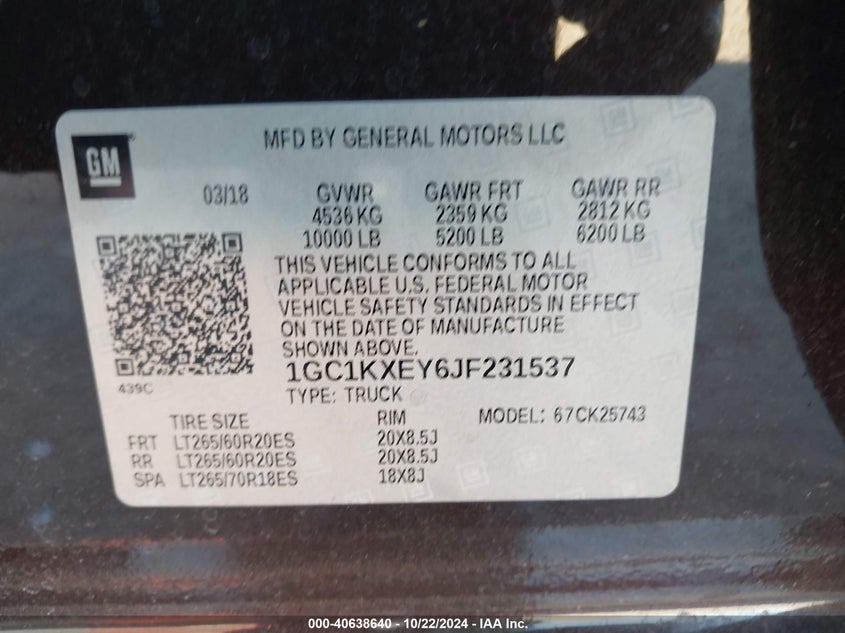 GM
MFD BY GENERAL MOTORS LLC
03/18 GVWR GAWR FRT GAWR RR
4536 KG 2359 KG 2812 KG
10000 LB 5200 LB 6200 LB
THIS VEHICLE CONFORMS TO ALL
APPLICABLE U.S. FEDERAL MOTOR
VEHICLE SAFETY STANDARDS IN EFFECT
ON THE DATE OF MANUFACTURE
SHOWN ABOVE.
1GC1KXEY6JF231537
439C
TYPE: TRUCK
TIRE SIZE RIM MODEL: 67CK25743
FRT LT265/60R20ES 20X8.5J
RR LT265/60R20ES 20X8.5J
SPA LT265/70R18ES 18X8J
000-40638640 - 10/22/2024 - IAA Inc.